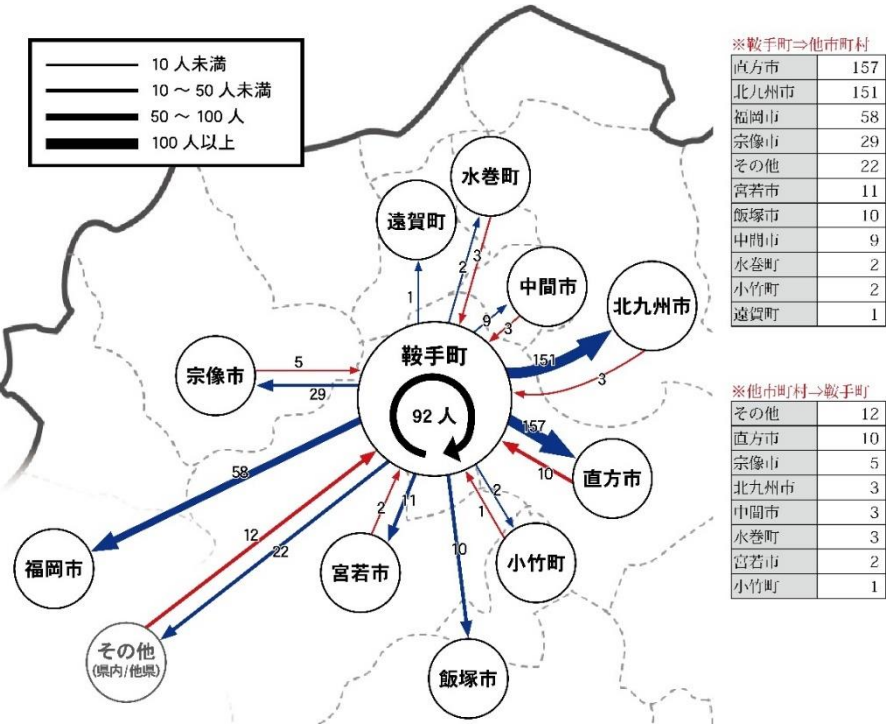 10 人未満
10 ～ 50 人未満
50 ～ 100 人
100 人以上
※鞍手町⇒他市町村
直方市 157
北九州市 151
福岡市 58
宗像市 29
その他 22
宮若市 11
飯塚市 10
中間市 9
水巻町 2
小竹町 2
遠賀町 1
※他市町村⇒鞍手町
その他 12
直方市 10
宗像市 5
北九州市 3
中間市 3
水巻町 3
宮若市 2
小竹町 1
水巻町
遠賀町
2
3
1
中間市
9
3
北九州市
151
3
鞍手町
92 人
宗像市
5
29
157
10
直方市
58
福岡市
12
22
その他
(県内/他県)
2
11
宮若市
10
飯塚市
2
1
小竹町